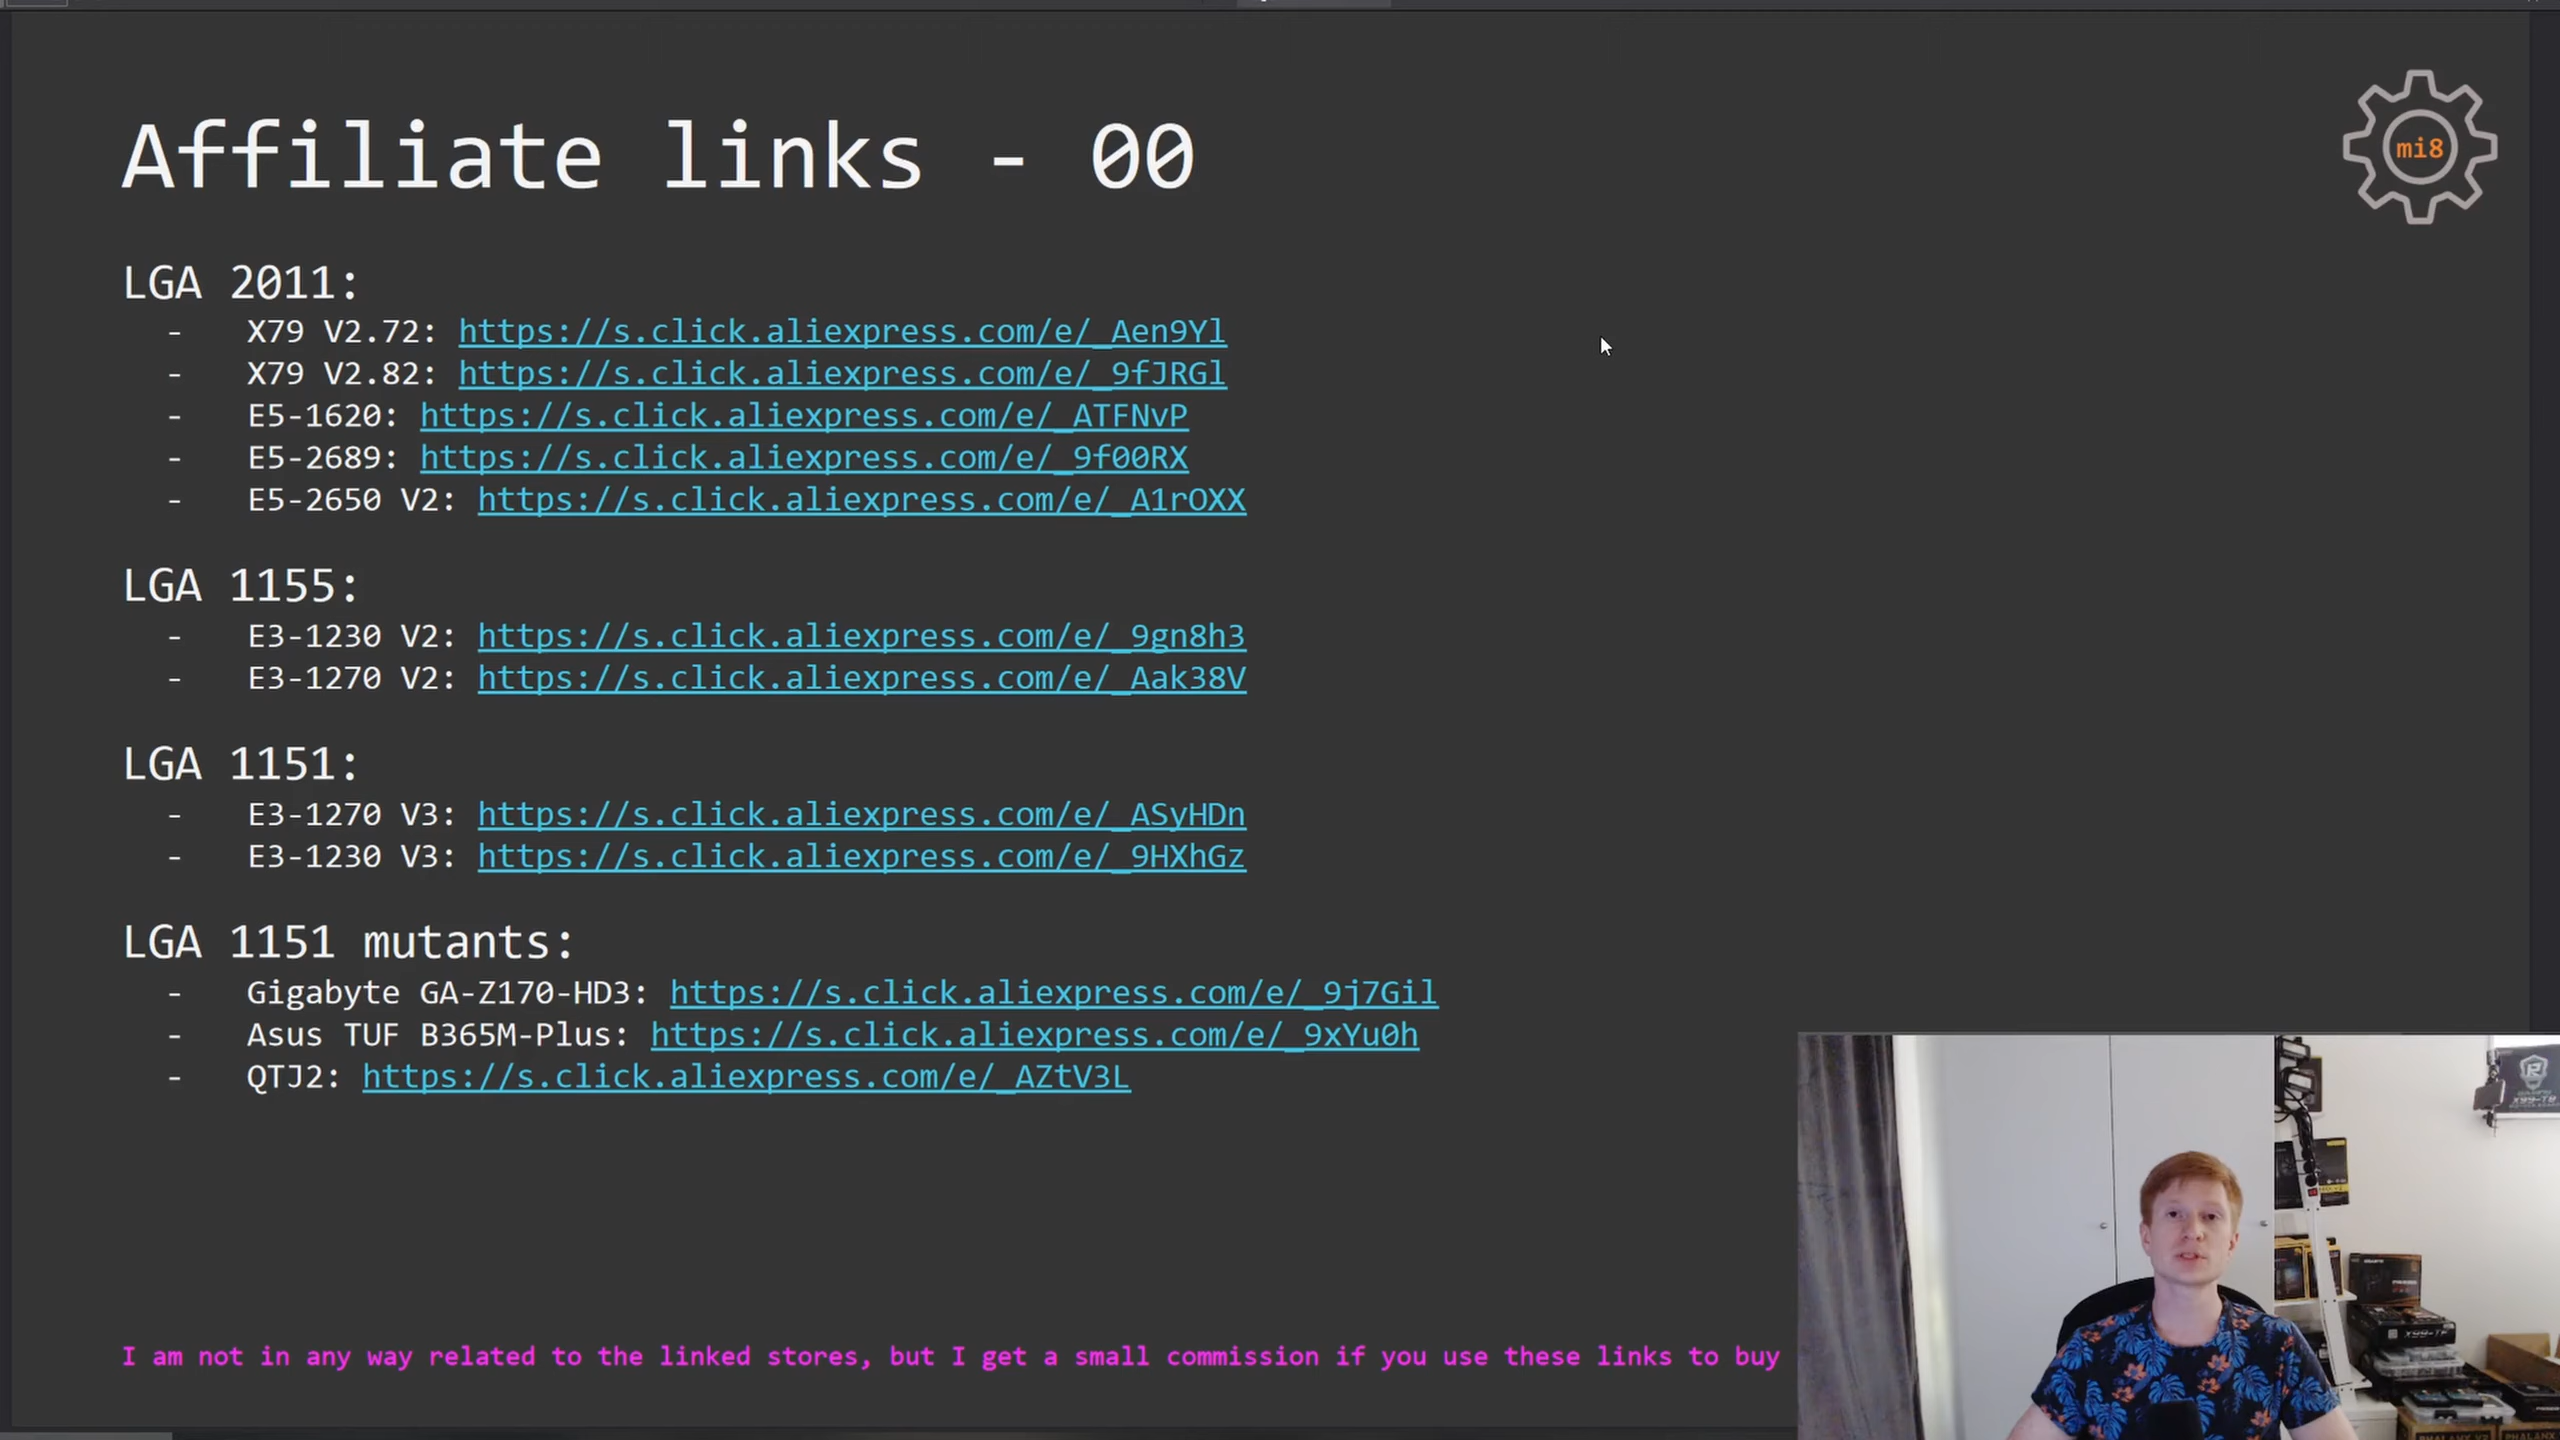 Affiliate links - 00
mi8
LGA 2011:
- X79 V2.72: https://s.click.aliexpress.com/e/_Aen9Yl
- X79 V2.82: https://s.click.aliexpress.com/e/_9fJRGl
- E5-1620: https://s.click.aliexpress.com/e/_ATFNvP
- E5-2689: https://s.click.aliexpress.com/e/_9f00RX
- E5-2650 V2: https://s.click.aliexpress.com/e/_A1rOXX
LGA 1155:
- E3-1230 V2: https://s.click.aliexpress.com/e/_9gn8h3
- E3-1270 V2: https://s.click.aliexpress.com/e/_Aak38V
LGA 1151:
- E3-1270 V3: https://s.click.aliexpress.com/e/_ASyHDn
- E3-1230 V3: https://s.click.aliexpress.com/e/_9HXhGz
LGA 1151 mutants:
- Gigabyte GA-Z170-HD3: https://s.click.aliexpress.com/e/_9j7Gil
- Asus TUF B365M-Plus: https://s.click.aliexpress.com/e/_9xYu0h
- QTJ2: https://s.click.aliexpress.com/e/_AZtV3L
X99-T8
I am not in any way related to the linked stores, but I get a small commission if you use these links to buy